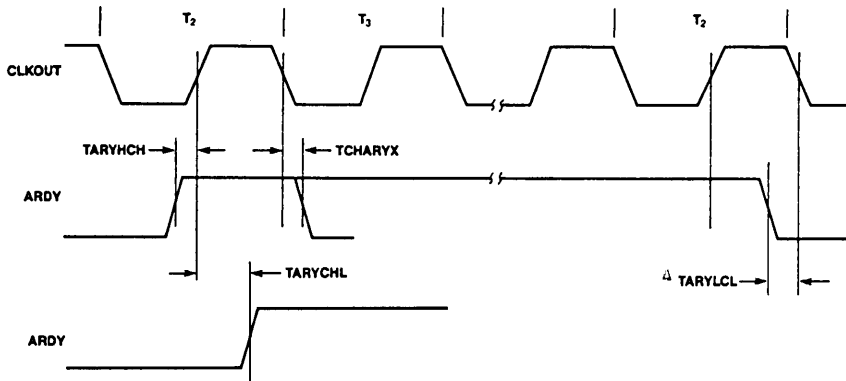 T2 T3 T2
CLKOUT
TARYHCH TCHARYX
ARDY
TARYCHL TARYLCL
ARDY